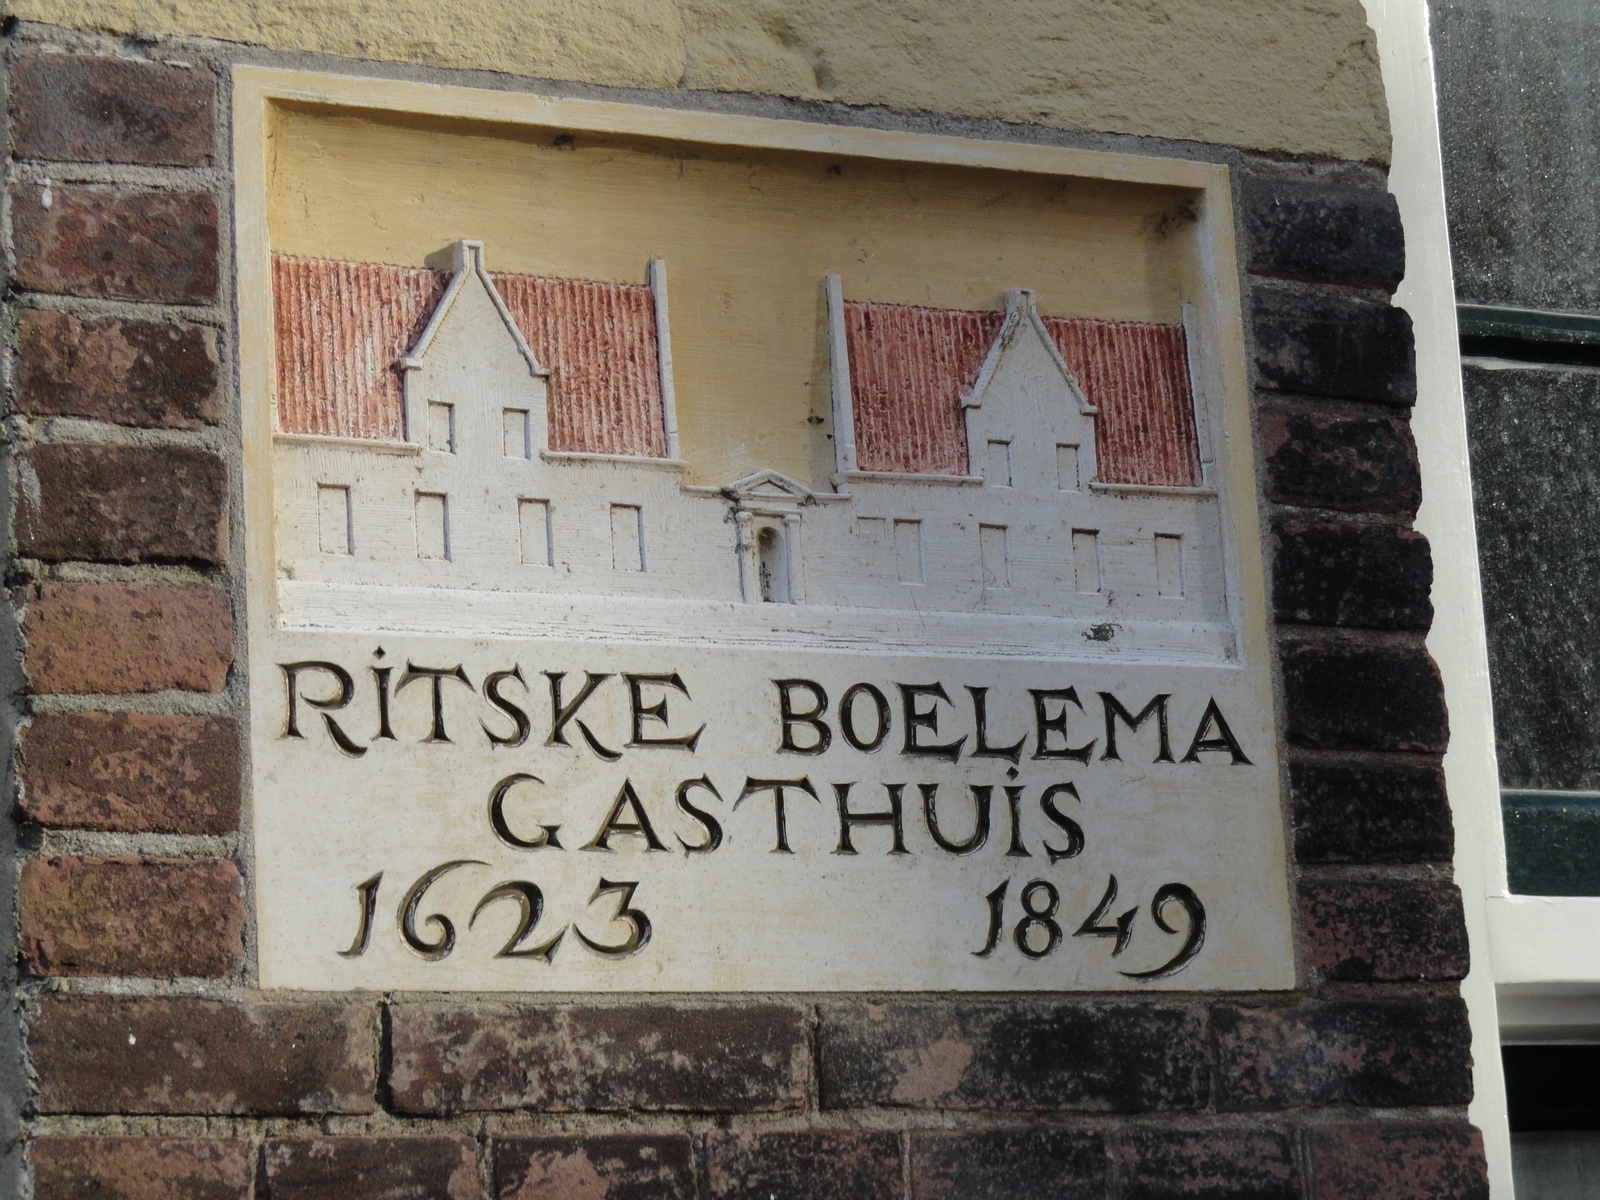 RiTSKE BOELEMA
GASTHUiS
1623 1849